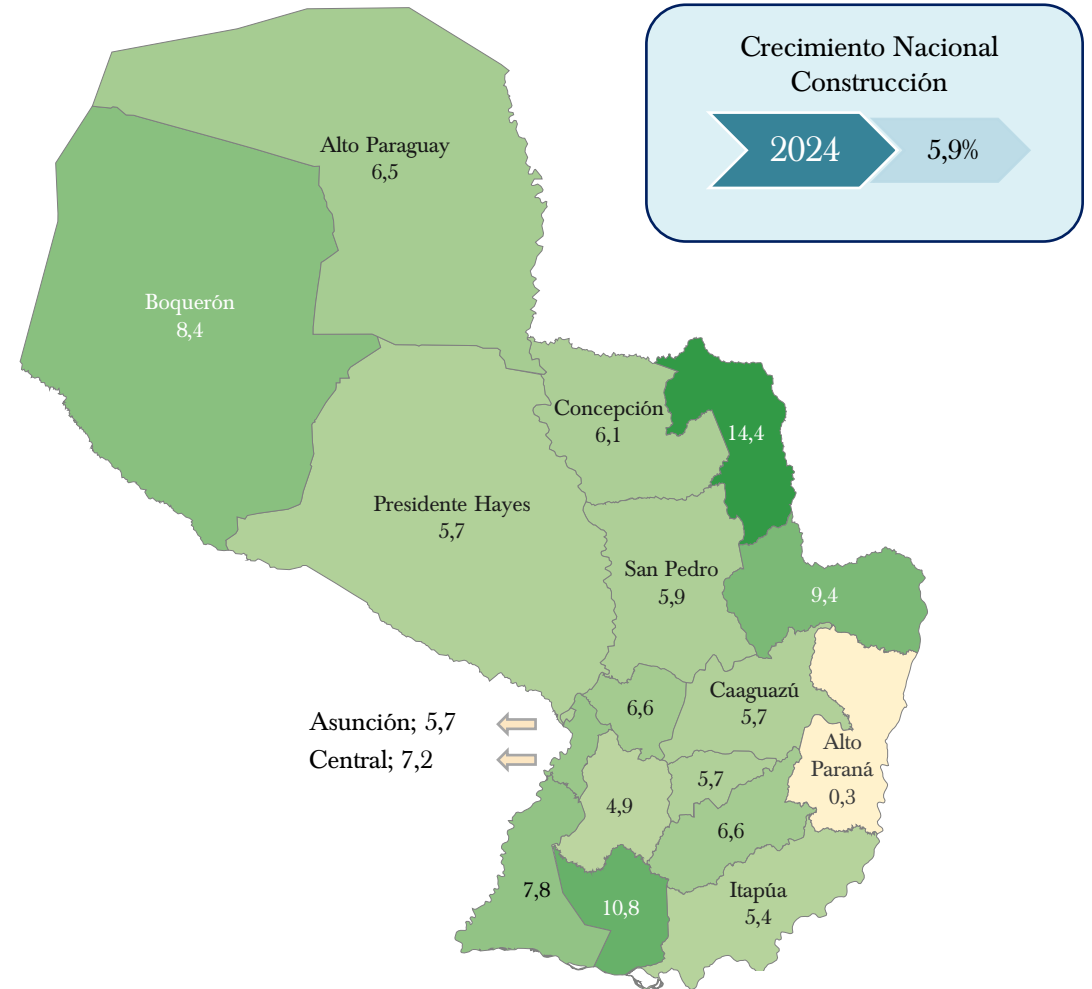 Crecimiento Nacional
Construcción
2024
5,9%
Alto Paraguay
6,5
Boquerón
8,4
Concepción
6,1
14,4
Presidente Hayes
5,7
San Pedro
5,9
9,4
Caaguazú
5,7
6,6
Asunción; 5,7
Central; 7,2
Alto
Paraná
0,3
5,7
4,9
6,6
7,8
10,8
Itapúa
5,4